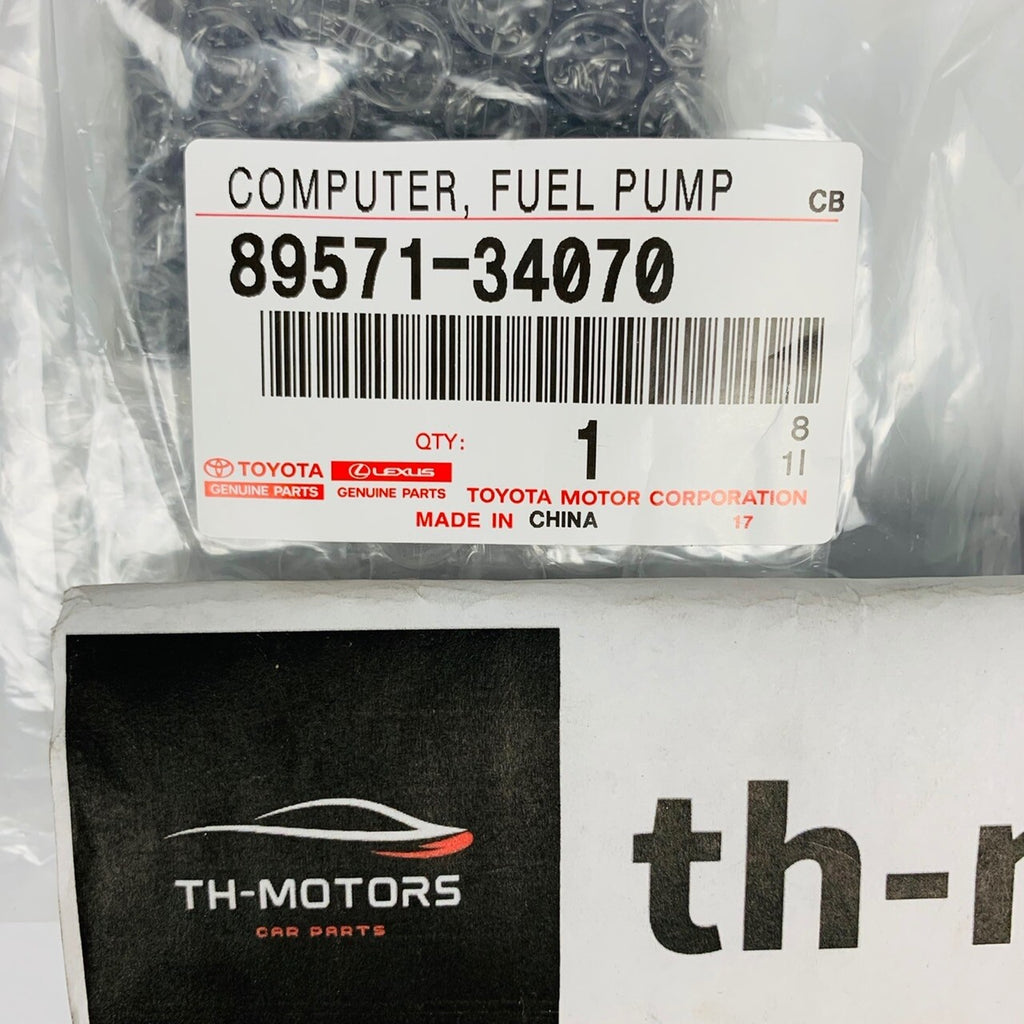 COMPUTER, FUEL PUMP
CB
89571-34070
QTY: 1
8
11
TOYOTA
GENUINE PARTS
LEXUS
GENUINE PARTS
TOYOTA MOTOR CORPORATION
MADE IN CHINA
17
TH-MOTORS
CAR PARTS
th-